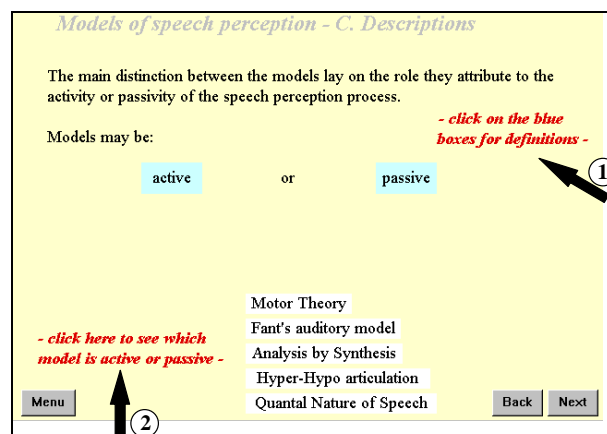 Models of speech perception - C. Descriptions
The main distinction between the models lay on the role they attribute to the
activity or passivity of the speech perception process.
- click on the blue
boxes for definitions -
Models may be:
1
active or passive
Motor Theory
Fant's auditory model
- click here to see which
model is active or passive -
Analysis by Synthesis
Hyper-Hypo articulation
Quantal Nature of Speech
Menu
2
Back Next